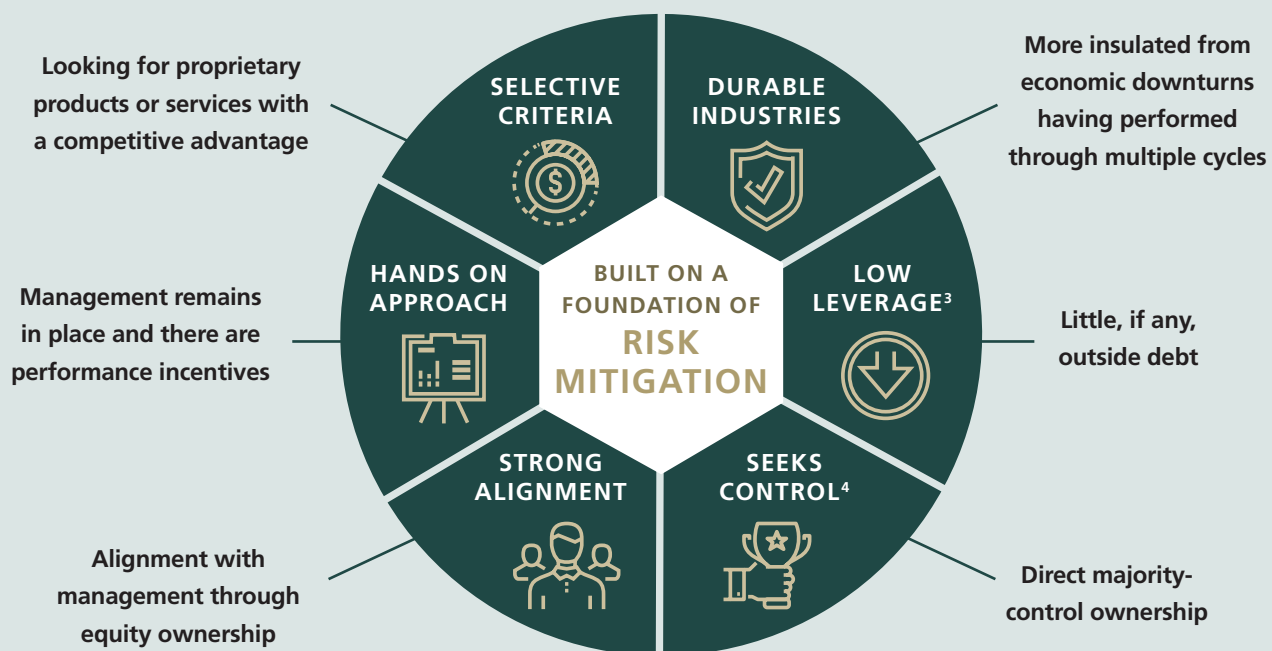 Looking for proprietary
products or services with
a competitive advantage
SELECTIVE
CRITERIA
$
DURABLE
INDUSTRIES
More insulated from
economic downturns
having performed
through multiple cycles
Management remains
in place and there are
performance incentives
HANDS ON
APPROACH
BUILT ON A
FOUNDATION OF
RISK
MITIGATION
LOW
LEVERAGE³
Little, if any,
outside debt
Alignment with
management through
equity ownership
STRONG
ALIGNMENT
SEEKS
CONTROL⁴
Direct majority-
control ownership